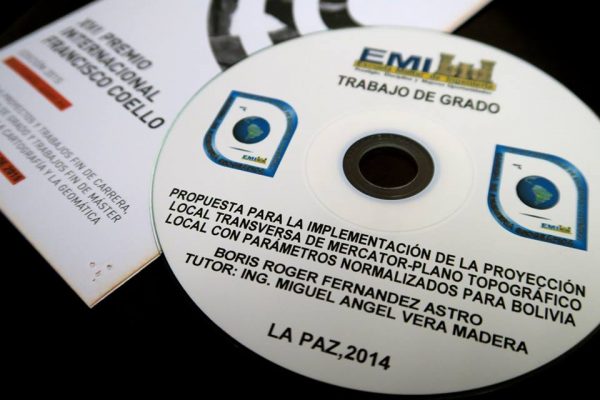 XIII PREMIO
INTERNACIONAL
FRANCISCO COELLO
EDICIÓN 2015
PROYECTOS Y TRABAJOS FIN DE CARRERA,
DE GRADO Y TRABAJOS FIN DE MÁSTER
CARTOGRAFÍA Y LA GEOMÁTICA
EMI
TRABAJO DE GRADO
EMI
EMI
PROPUESTA PARA LA IMPLEMENTACIÓN DE LA PROYECCIÓN
LOCAL TRANSVERSA DE MERCATOR-PLANO TOPOGRÁFICO
LOCAL CON PARÁMETROS NORMALIZADOS PARA BOLIVIA
BORIS ROGER FERNANDEZ ASTRO
TUTOR: ING. MIGUEL ANGEL VERA MADERA
LA PAZ,2014